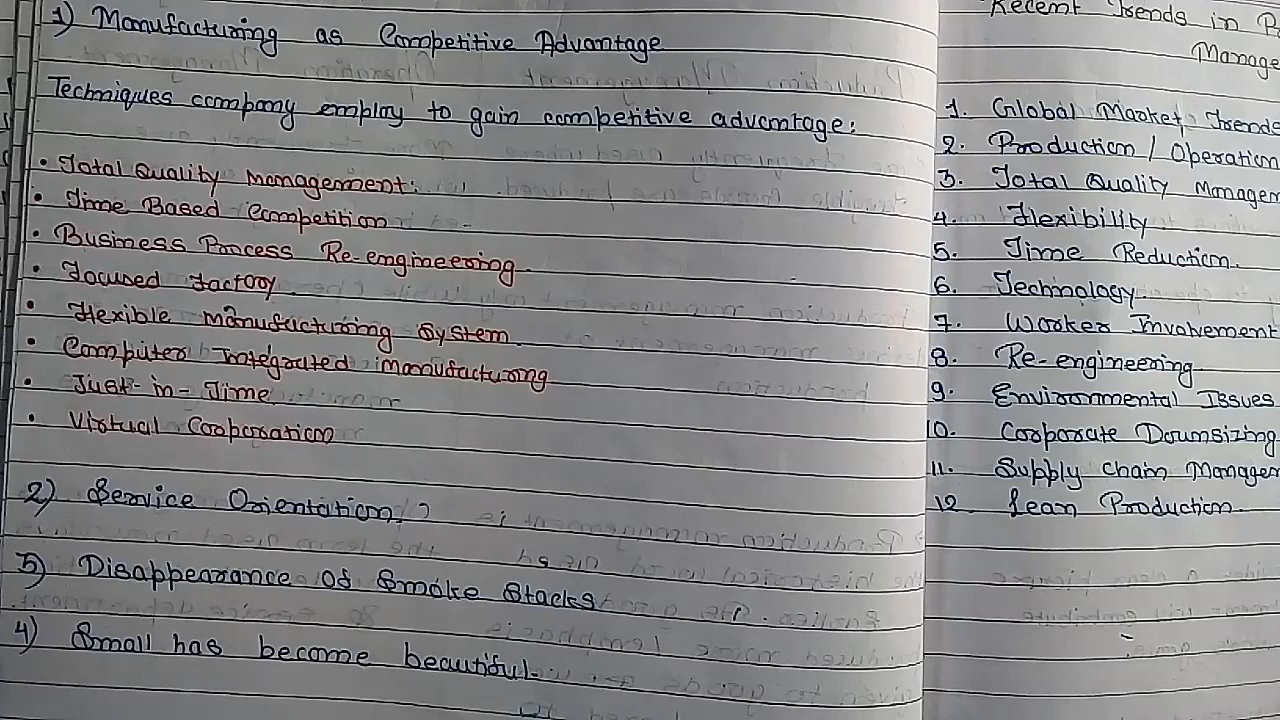 1) Manufacturing as Competitive Advantage
Techniques company employ to gain competitive advantage:
• Total Quality Management:
• Time Based Competition
• Business Process Re-engineering
• Focused Factory
• Flexible Manufacturing System
• Computer Integrated Manufacturing
• Just-in-Time
• Virtual Corporation
2) Service Orientation
3) Disappearance Of Smoke Stacks
4) Small has become beautiful
Recent Trends in P
Manage
1. Global Market Trends
2. Production / Operation
3. Total Quality Managem
4. Flexibility
5. Time Reduction
6. Technology
7. Worker Involvement
8. Re-engineering
9. Environmental Issues
10. Corporate Downsizing
11. Supply Chain Manage
12. Lean Production